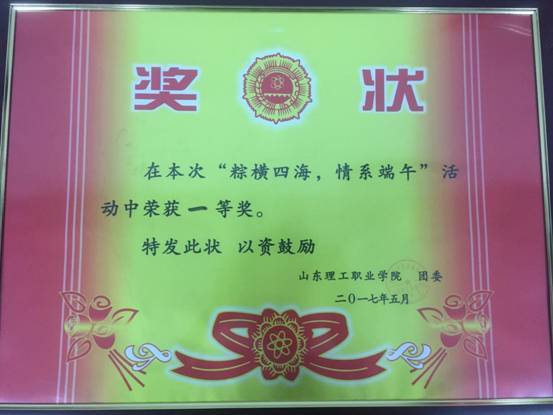 奖 状
在本次“粽横四海，情系端午”活
动中荣获 一等奖。
特发此状 以资鼓励
山东理工职业学院 团委
二〇一七年五月